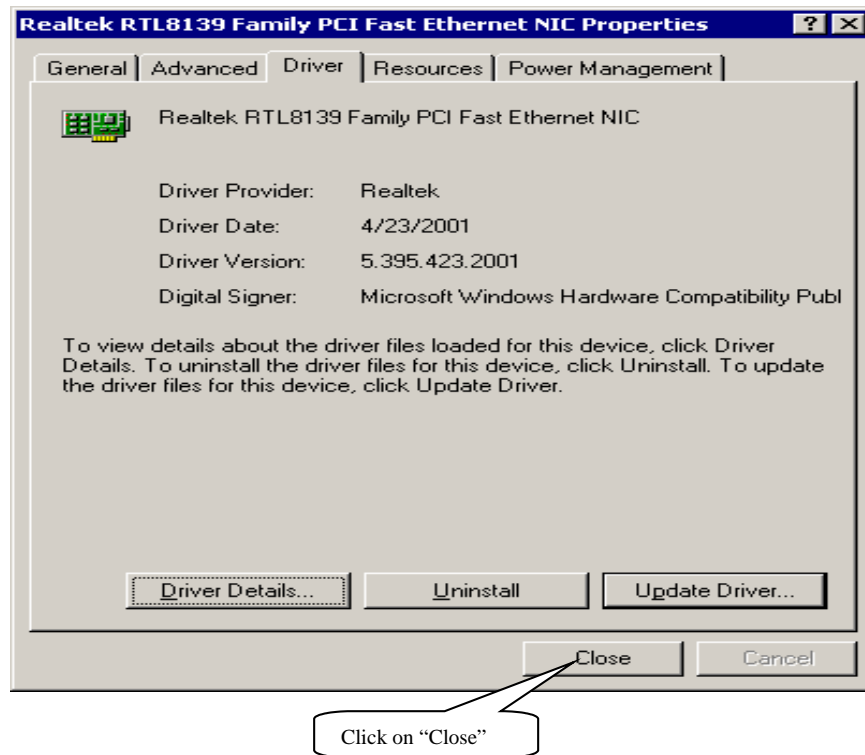 Realtek RTL8139 Family PCI Fast Ethernet NIC Properties
General Advanced Driver Resources Power Management
Realtek RTL8139 Family PCI Fast Ethernet NIC
Driver Provider: Realtek
Driver Date: 4/23/2001
Driver Version: 5.395.423.2001
Digital Signer: Microsoft Windows Hardware Compatibility Publ
To view details about the driver files loaded for this device, click Driver
Details. To uninstall the driver files for this device, click Uninstall. To update
the driver files for this device, click Update Driver.
Driver Details... Uninstall Update Driver...
Close Cancel
Click on “Close”